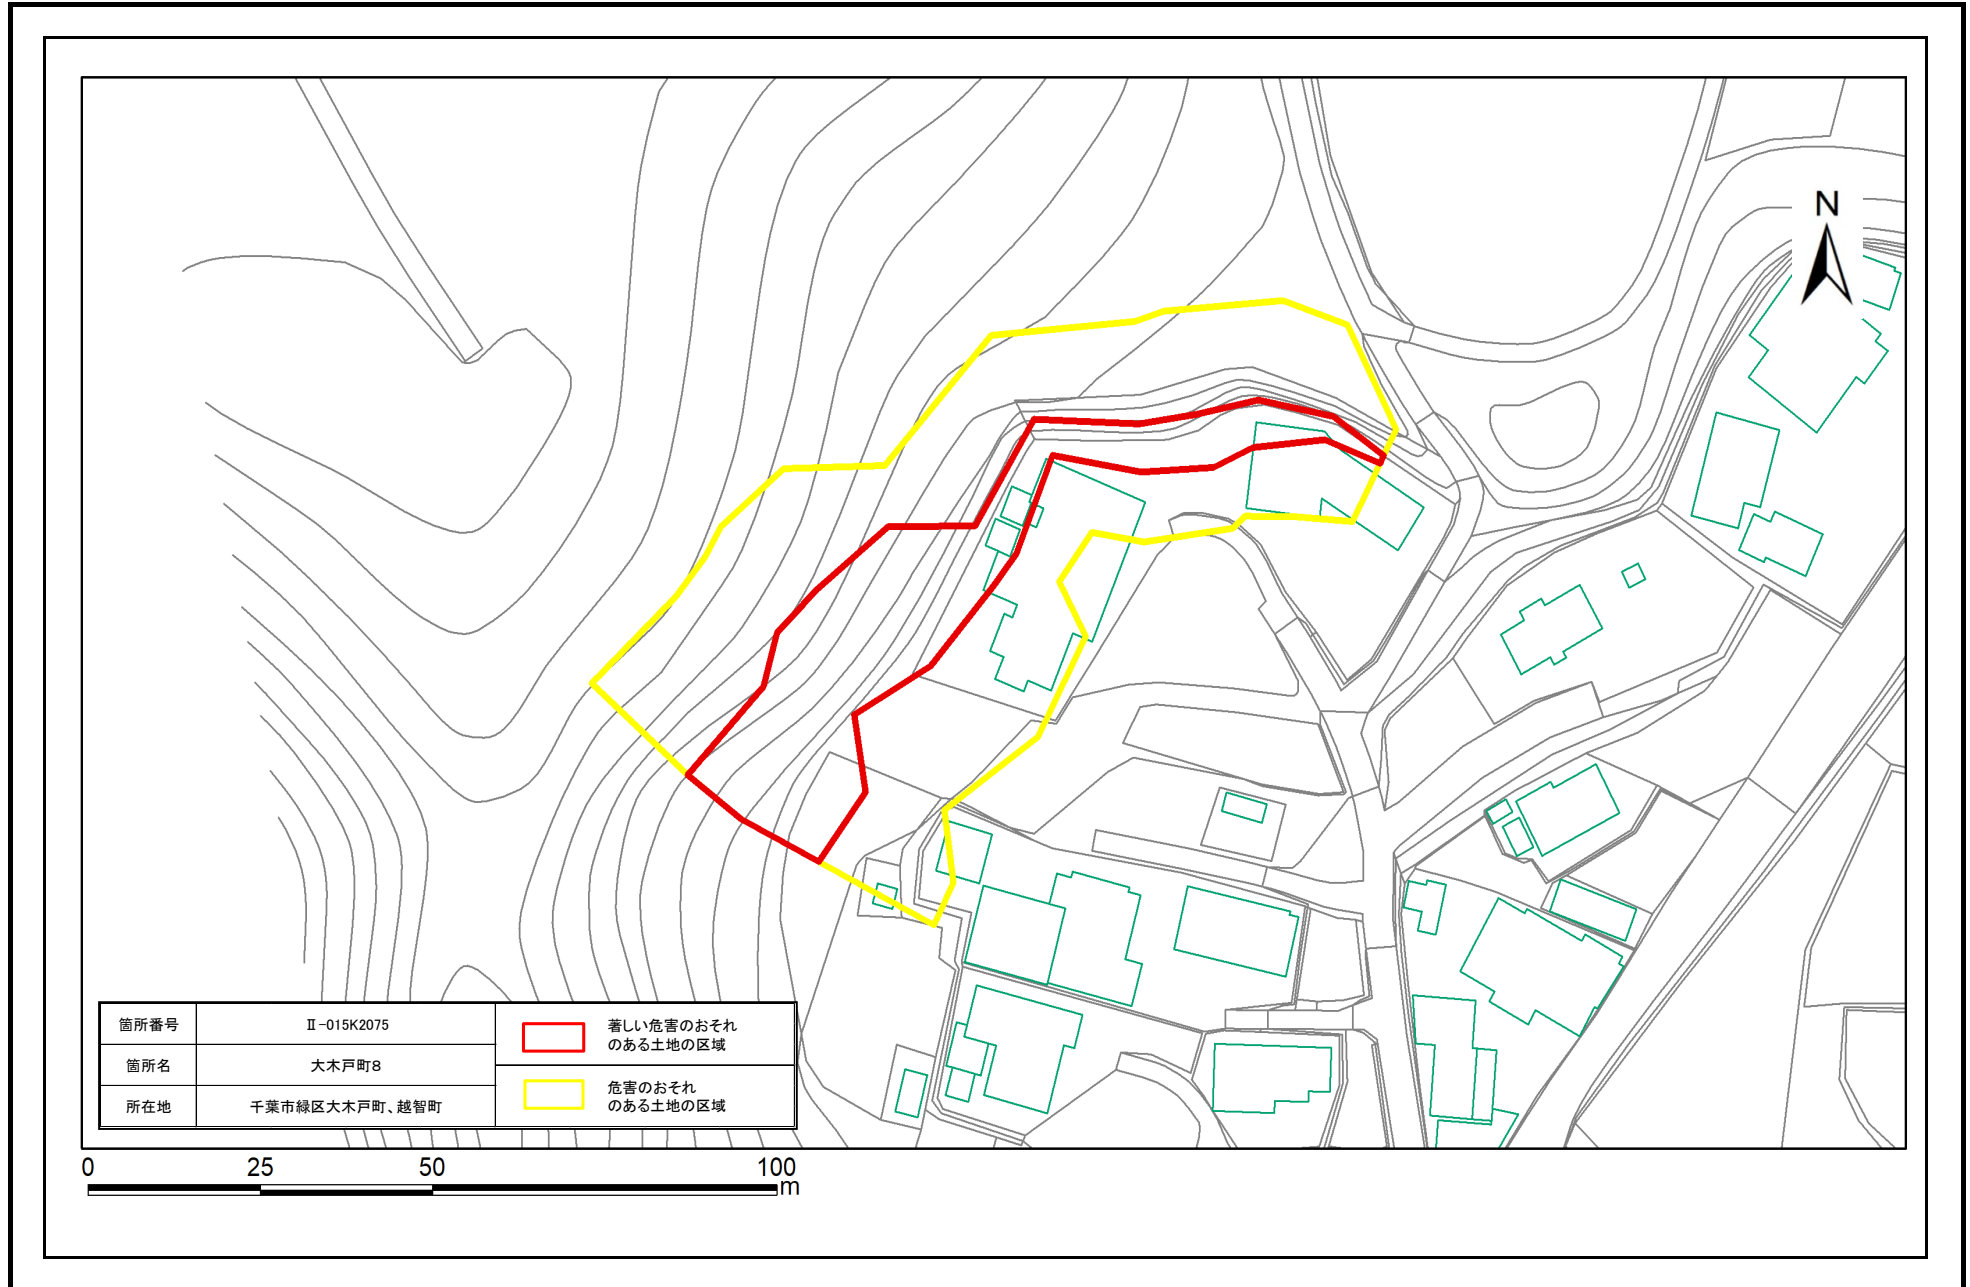 N
箇所番号
Ⅱ-015K2075
箇所名
大木戸町8
所在地
千葉市緑区大木戸町、越智町
著しい危害のおそれ
のある土地の区域
危害のおそれ
のある土地の区域
0 25 50 100
m